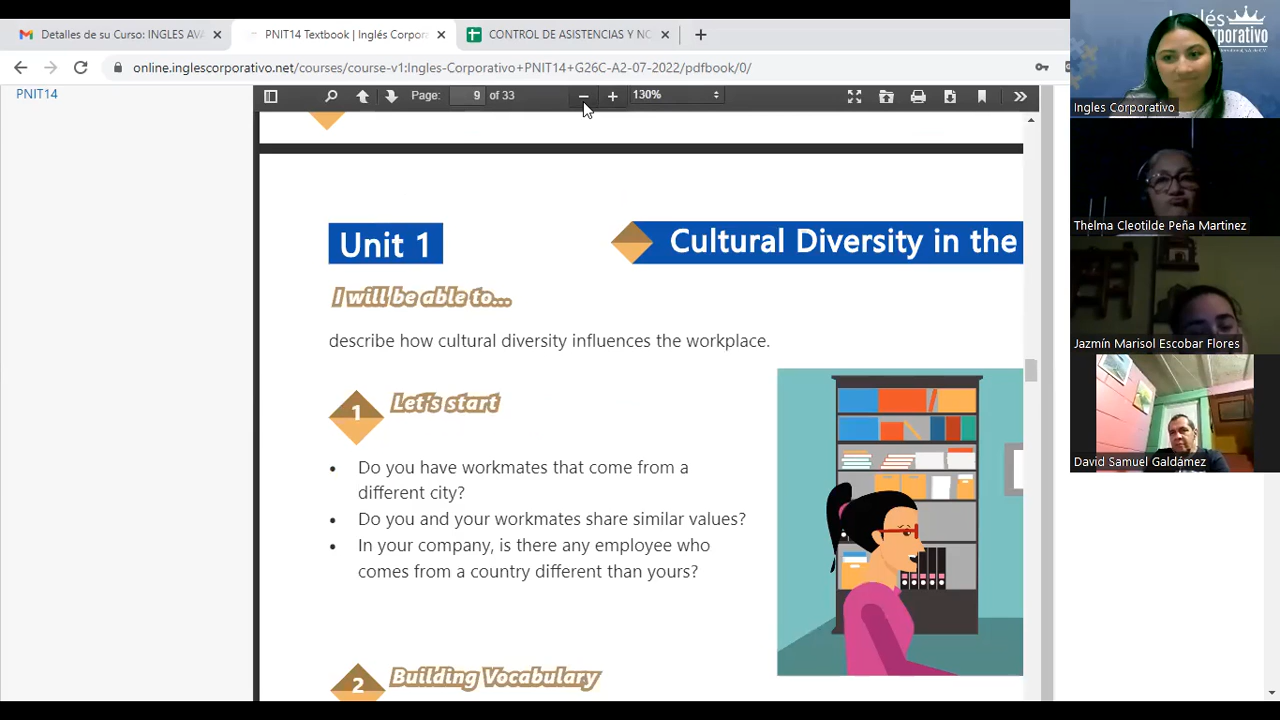 Detalles de su Curso: INGLES AVA
PNIT14 Textbook | Inglés Corpor
CONTROL DE ASISTENCIAS Y NO
online.inglescorporativo.net/courses/course-v1:Ingles-Corporativo+PNIT14+G26C-A2-07-2022/pdfbook/0/
PNIT14
Page: 9 of 33
130%
Unit 1
Cultural Diversity in the
I will be able to...
describe how cultural diversity influences the workplace.
1 Let's start
• Do you have workmates that come from a
different city?
• Do you and your workmates share similar values?
• In your company, is there any employee who
comes from a country different than yours?
2 Building Vocabulary
Inglés
Corporativo
Ingles Corporativo
Thelma Cleotilde Peña Martinez
Jazmín Marisol Escobar Flores
David Samuel Galdámez